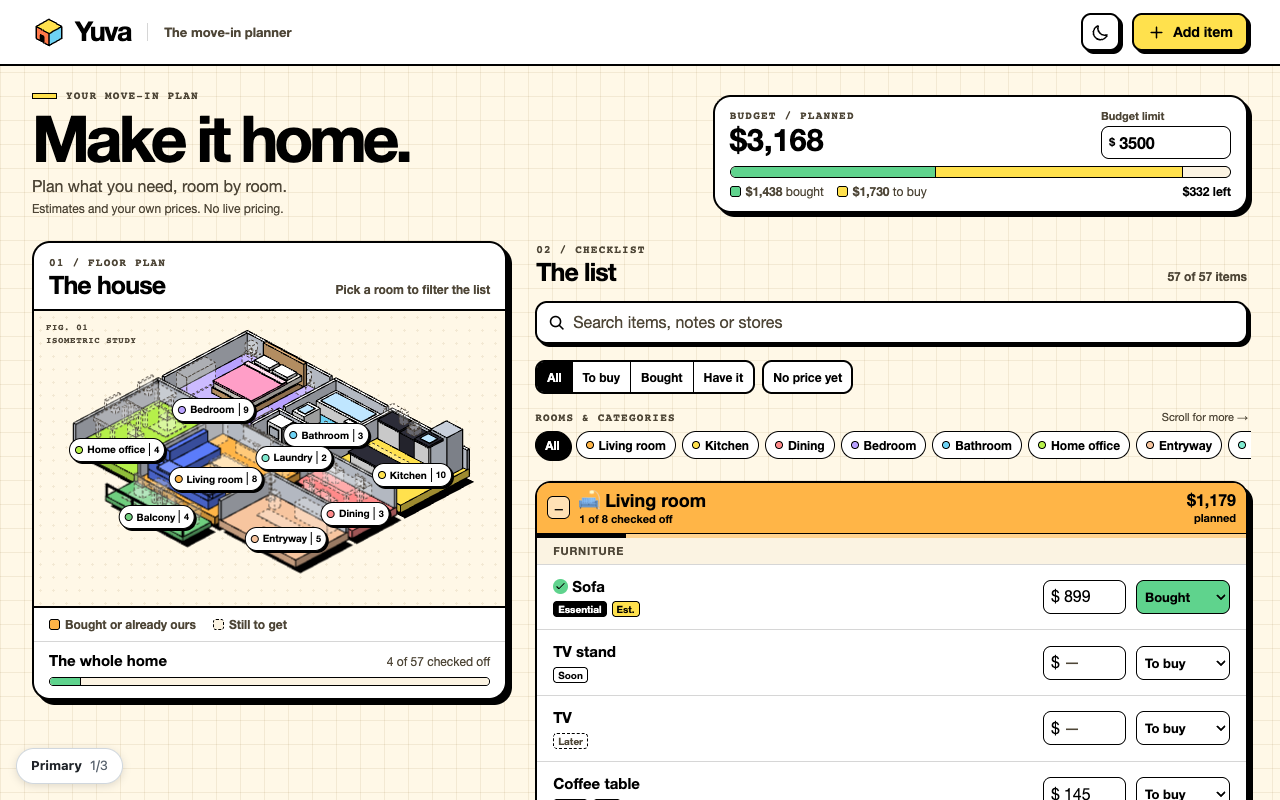 Yuva
The move-in planner
+ Add item
YOUR MOVE-IN PLAN
Make it home.
Plan what you need, room by room.
Estimates and your own prices. No live pricing.
BUDGET / PLANNED
$3,168
Budget limit
$ 3500
$1,438 bought
$1,730 to buy
$332 left
01 / FLOOR PLAN
The house
Pick a room to filter the list
FIG. 01
ISOMETRIC STUDY
Bedroom | 9
Bathroom | 3
Home office | 4
Laundry | 2
Living room | 8
Kitchen | 10
Balcony | 4
Dining | 3
Entryway | 5
Bought or already ours
Still to get
The whole home
4 of 57 checked off
02 / CHECKLIST
The list
57 of 57 items
Search items, notes or stores
All To buy Bought Have it No price yet
ROOMS & CATEGORIES
Scroll for more →
All Living room Kitchen Dining Bedroom Bathroom Home office Entryway
Living room
1 of 8 checked off
$1,179
planned
FURNITURE
Sofa
Essential Est.
$ 899
Bought
TV stand
Soon
$ —
To buy
TV
Later
$ —
To buy
Coffee table
$ 145
To buy
Primary 1/3